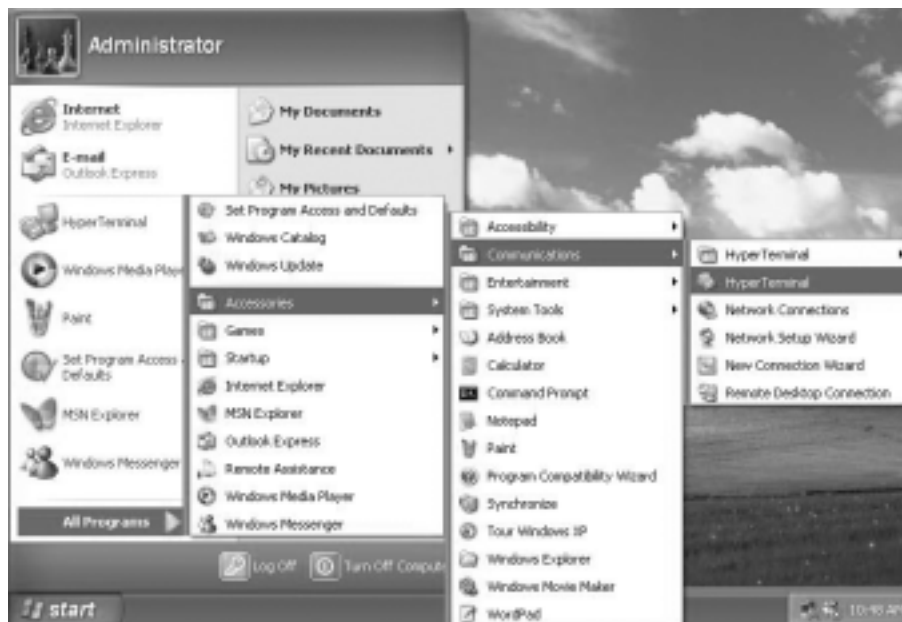 Administrator
Internet
Internet Explorer
E-mail
Outlook Express
HyperTerminal
Windows Media Playe
Paint
Set Program Access
Defaults
MSN Explorer
Windows Messenger
All Programs
My Documents
My Recent Documents
My Pictures
Set Program Access and Defaults
Windows Catalog
Windows Update
Accessories
Games
Startup
Internet Explorer
MSN Explorer
Outlook Express
Remote Assistance
Windows Media Player
Windows Messenger
Accessibility
Communications
Entertainment
System Tools
Address Book
Calculator
Command Prompt
Notepad
Paint
Program Compatibility Wizard
Synchronize
Tour Windows XP
Windows Explorer
Windows Movie Maker
WordPad
HyperTerminal
HyperTerminal
Network Connections
Network Setup Wizard
New Connection Wizard
Remote Desktop Connection
Log Off
Turn Off Compute
start
10:48 AM